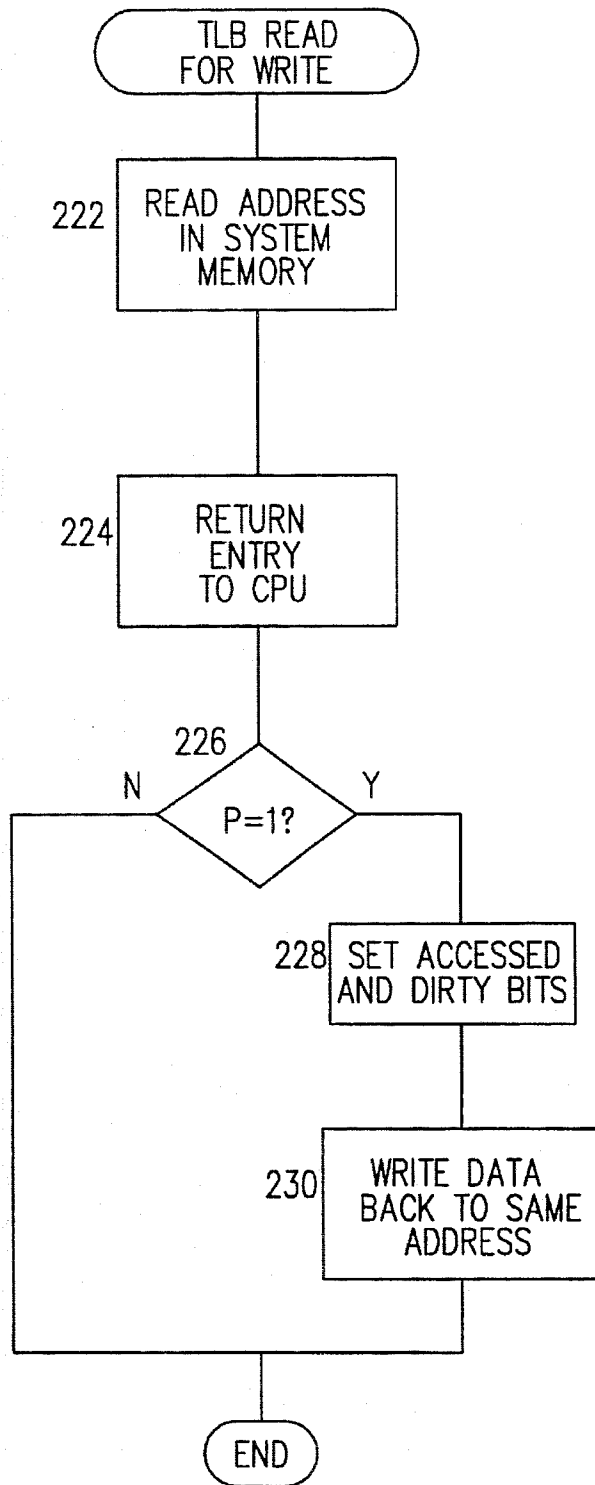 TLB READ
FOR WRITE
222
READ ADDRESS
IN SYSTEM
MEMORY
224
RETURN
ENTRY
TO CPU
226
N
Y
P=1?
228
SET ACCESSED
AND DIRTY BITS
230
WRITE DATA
BACK TO SAME
ADDRESS
END